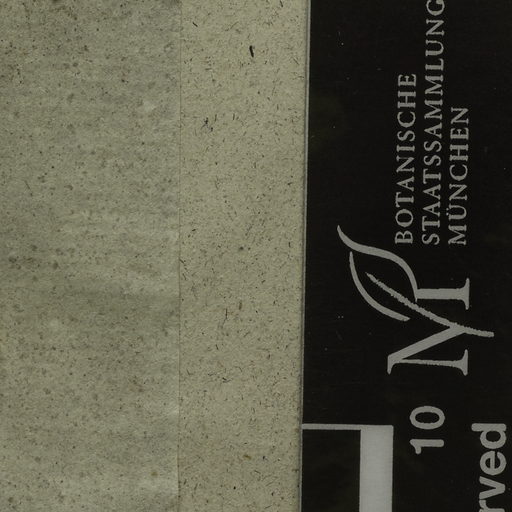 BOTANISCHE
STAATSSAMMLUNG
MÜNCHEN
M
10
rved